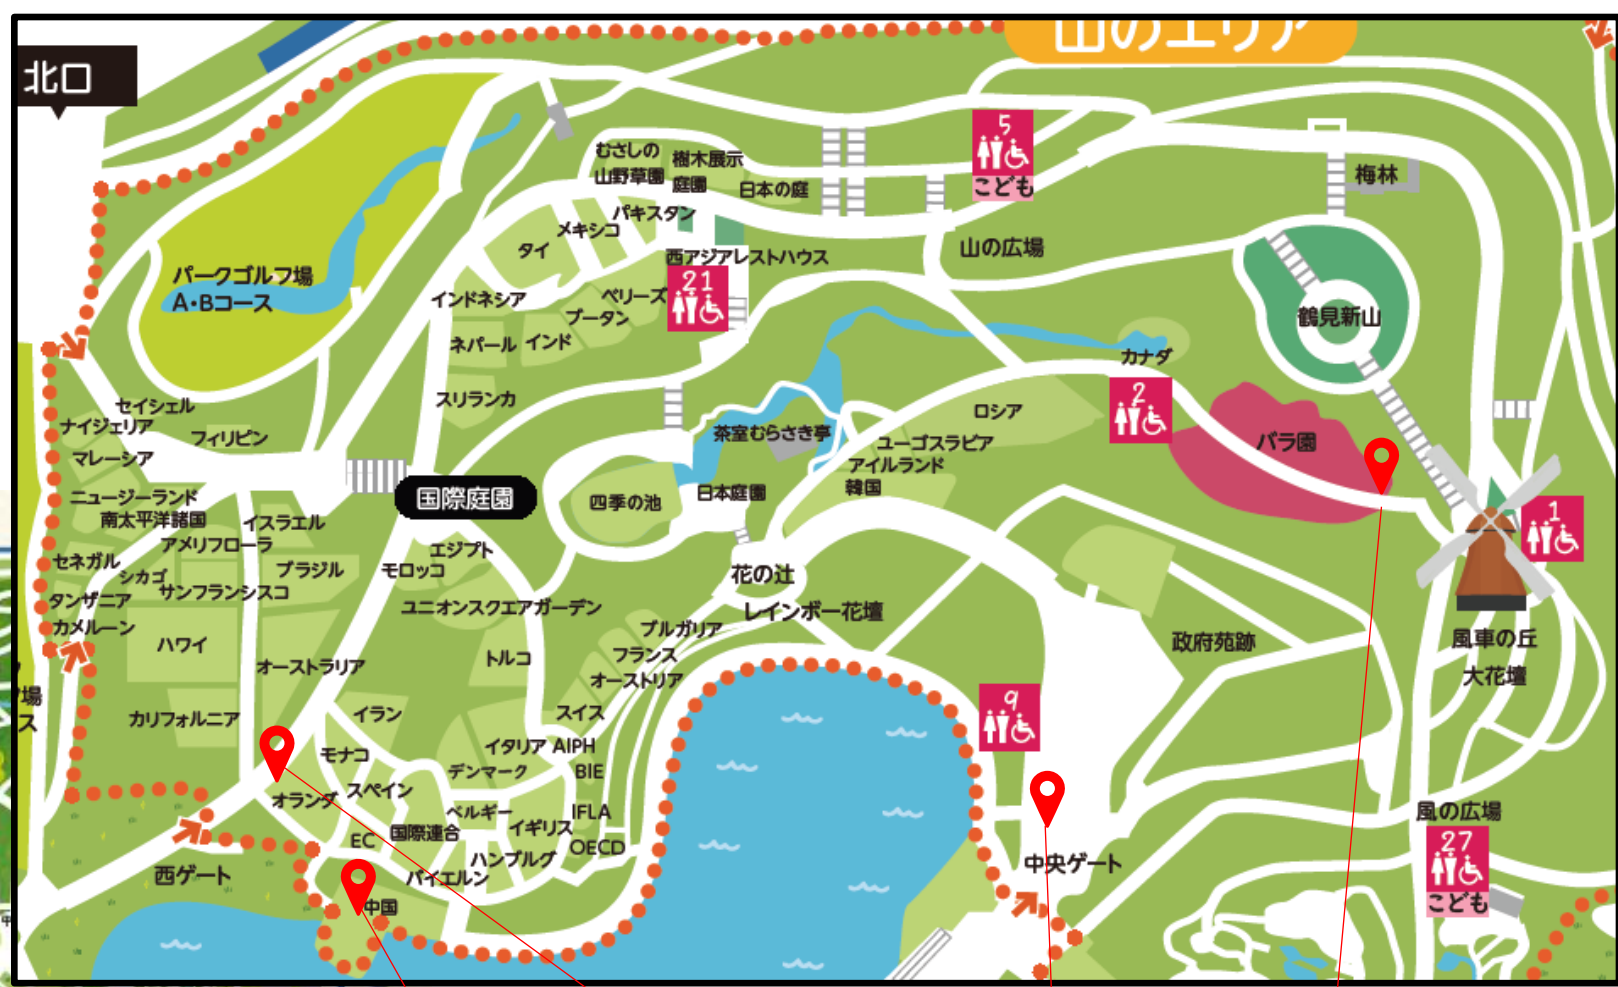 山のエリア
北口
5
こども
むさしの
山野草園
樹木展示
庭園
日本の庭
梅林
パキスタン
メキシコ
タイ
山の広場
西アジアレストハウス
パークゴルフ場
A・Bコース
21
インドネシア
ベリーズ
ブータン
鶴見新山
ネパール
インド
カナダ
2
スリランカ
セイシェル
ナイジェリア
フィリピン
マレーシア
ロシア
茶室むらさき亭
ユーゴスラビア
アイルランド
韓国
バラ園
ニュージーランド
南太平洋諸国
国際庭園
四季の池
日本庭園
1
イスラエル
アメリフローラ
セネガル
シカゴ
サンフランシスコ
ブラジル
エジプト
モロッコ
花の辻
タンザニア
ユニオンスクエアガーデン
レインボー花壇
カメルーン
ブルガリア
ハワイ
フランス
政府苑跡
風車の丘
大花壇
オーストラリア
トルコ
オーストリア
場
ス
カリフォルニア
イラン
スイス
9
モナコ
イタリア
AIPH
デンマーク
BIE
オランダ
スペイン
ベルギー
IFLA
風の広場
EC
国際連合
イギリス
27
こども
OECD
ハンブルグ
西ゲート
バイエルン
中央ゲート
中国